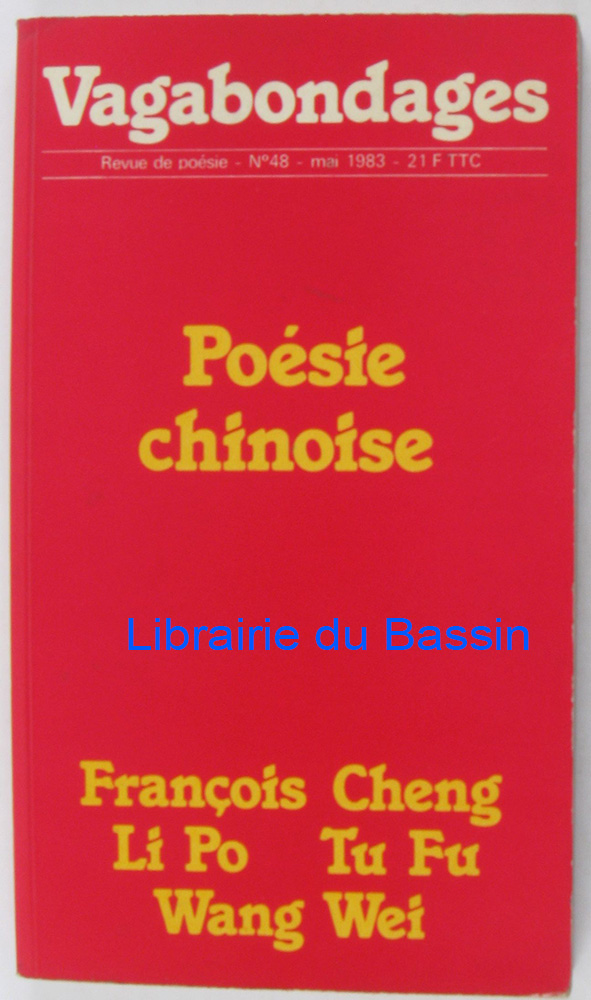 Vagabondages
Revue de poésie - N°48 - mai 1983 - 21 F TTC
Poésie
chinoise
Librairie du Bassin
François Cheng
Li Po Tu Fu
Wang Wei